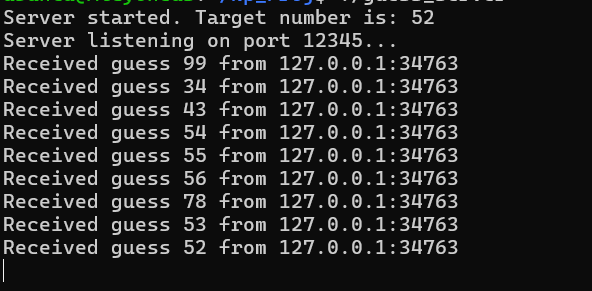 Server started. Target number is: 52
Server listening on port 12345...
Received guess 99 from 127.0.0.1:34763
Received guess 34 from 127.0.0.1:34763
Received guess 43 from 127.0.0.1:34763
Received guess 54 from 127.0.0.1:34763
Received guess 55 from 127.0.0.1:34763
Received guess 56 from 127.0.0.1:34763
Received guess 78 from 127.0.0.1:34763
Received guess 53 from 127.0.0.1:34763
Received guess 52 from 127.0.0.1:34763